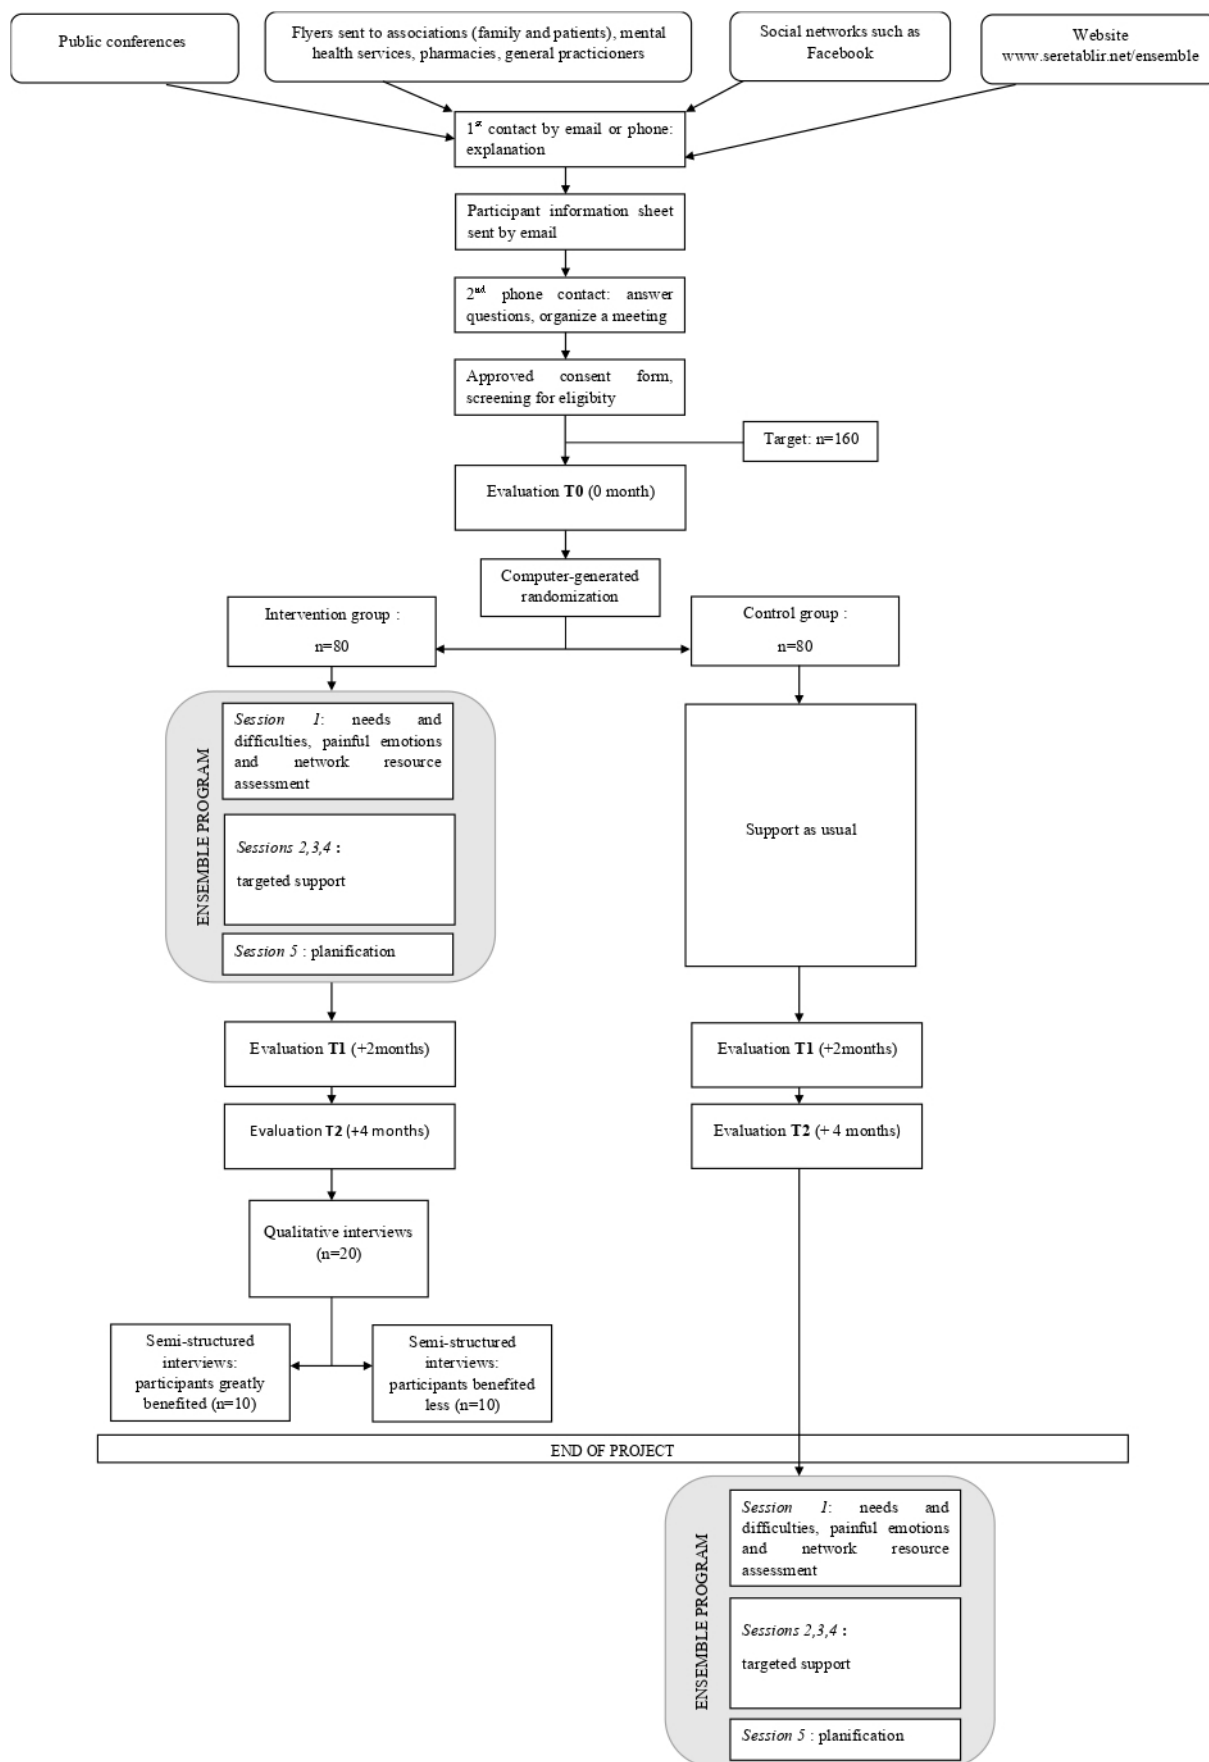 Public conferences
Flyers sent to associations (family and patients), mental
health services, pharmacies, general practicioners
Social networks such as
Facebook
Website
www.seretablir.net/ensemble
1st contact by email or phone:
explanation
Participant information sheet
sent by email
2nd phone contact: answer
questions, organize a meeting
Approved consent form,
screening for eligibity
Target: n=160
Evaluation T0 (0 month)
Computer-generated
randomization
Intervention group :
n=80
Control group :
n=80
ENSEMBLE PROGRAM
Session 1: needs and
difficulties, painful emotions
and network resource
assessment
Sessions 2,3,4 :
targeted support
Session 5 : planification
Support as usual
Evaluation T1 (+2months)
Evaluation T1 (+2months)
Evaluation T2 (+4 months)
Evaluation T2 (+ 4 months)
Qualitative interviews
(n=20)
Semi-structured
interviews:
participants greatly
benefited (n=10)
Semi-structured
interviews:
participants benefited
less (n=10)
END OF PROJECT
ENSEMBLE PROGRAM
Session 1: needs and
difficulties, painful emotions
and network resource
assessment
Sessions 2,3,4 :
targeted support
Session 5 : planification